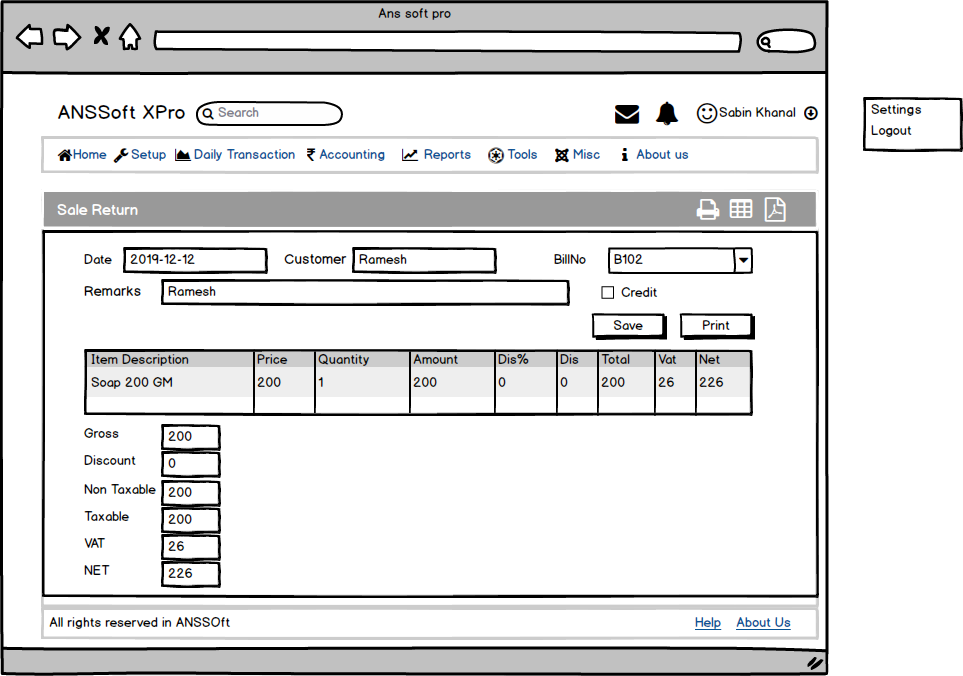 Ans soft pro
ANSSoft XPro Search Sabin Khanal
Settings
Logout
Home Setup Daily Transaction Accounting Reports Tools Misc About us
Sale Return
Date 2019-12-12 Customer Ramesh BillNo B102
Remarks Ramesh Credit
Save Print
Item Description Price Quantity Amount Dis% Dis Total Vat Net
Soap 200 GM 200 1 200 0 0 200 26 226
Gross 200
Discount 0
Non Taxable 200
Taxable 200
VAT 26
NET 226
All rights reserved in ANSSOft Help About Us